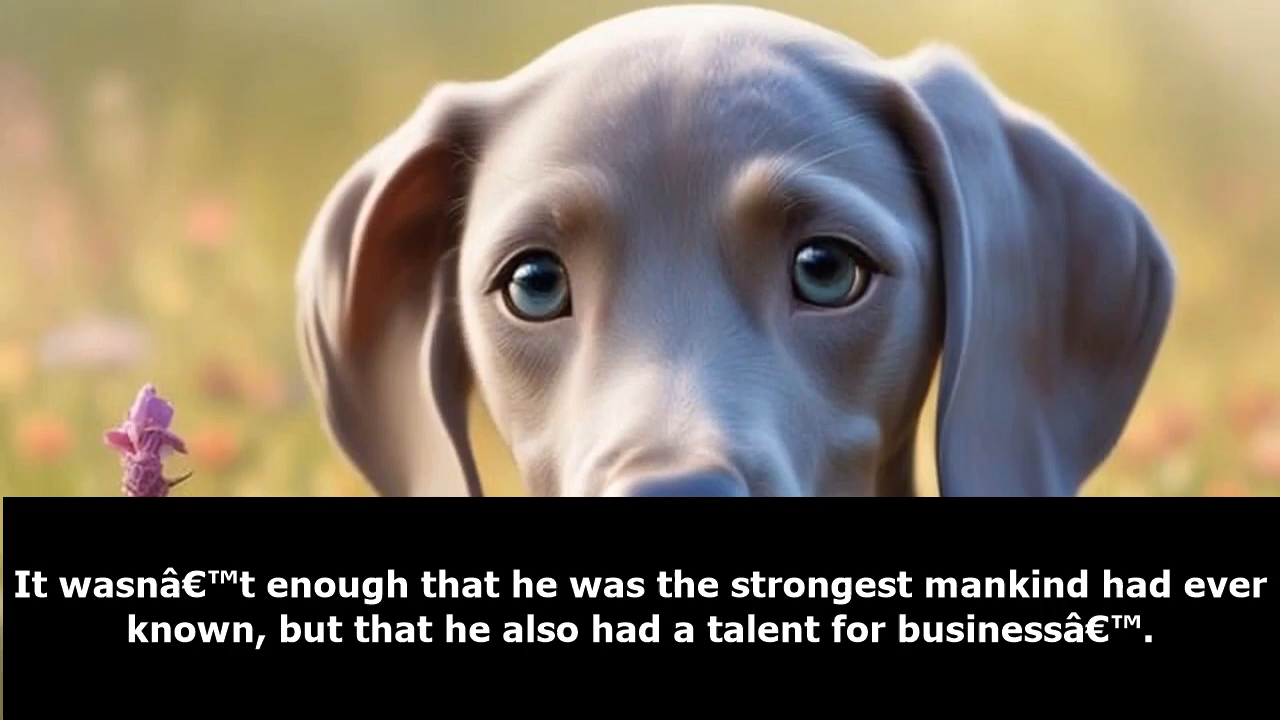 It wasnâ€™t enough that he was the strongest mankind had ever
known, but that he also had a talent for businessâ€™.